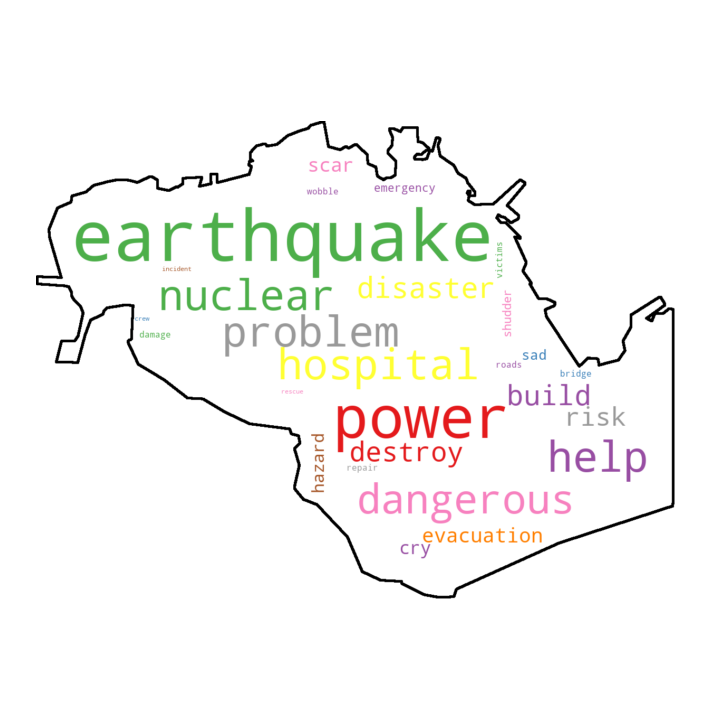 scar
wobble
emergency
earthquake
victims
incident
nuclear
disaster
shudder
crew
damage
problem
sad
hospital
roads
bridge
rescue
build
power
risk
destroy
help
hazard
repair
dangerous
evacuation
cry